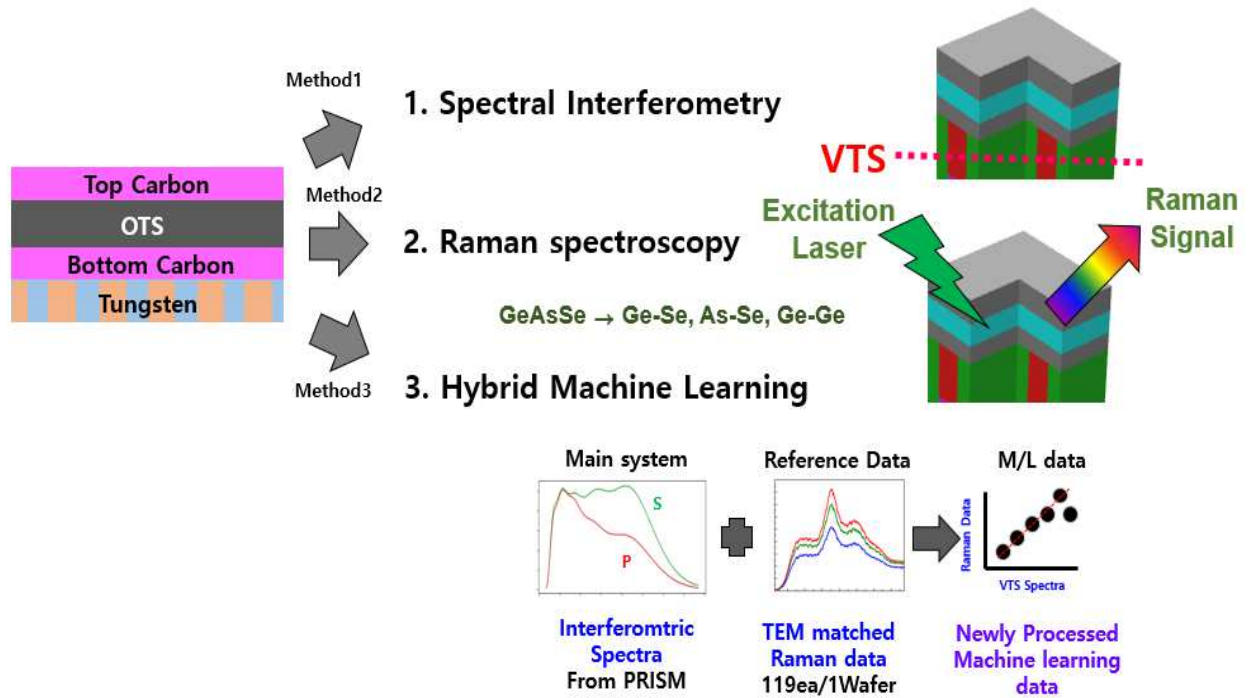 Method1
1. Spectral Interferometry
VTS
Top Carbon
OTS
Bottom Carbon
Tungsten
Method2
2. Raman spectroscopy
Excitation
Laser
Raman
Signal
GeAsSe → Ge-Se, As-Se, Ge-Ge
Method3
3. Hybrid Machine Learning
Main system
S
P
Interferomtric
Spectra
From PRISM
Reference Data
TEM matched
Raman data
119ea/1Wafer
M/L data
Raman Data
VTS Spectra
Newly Processed
Machine learning
data